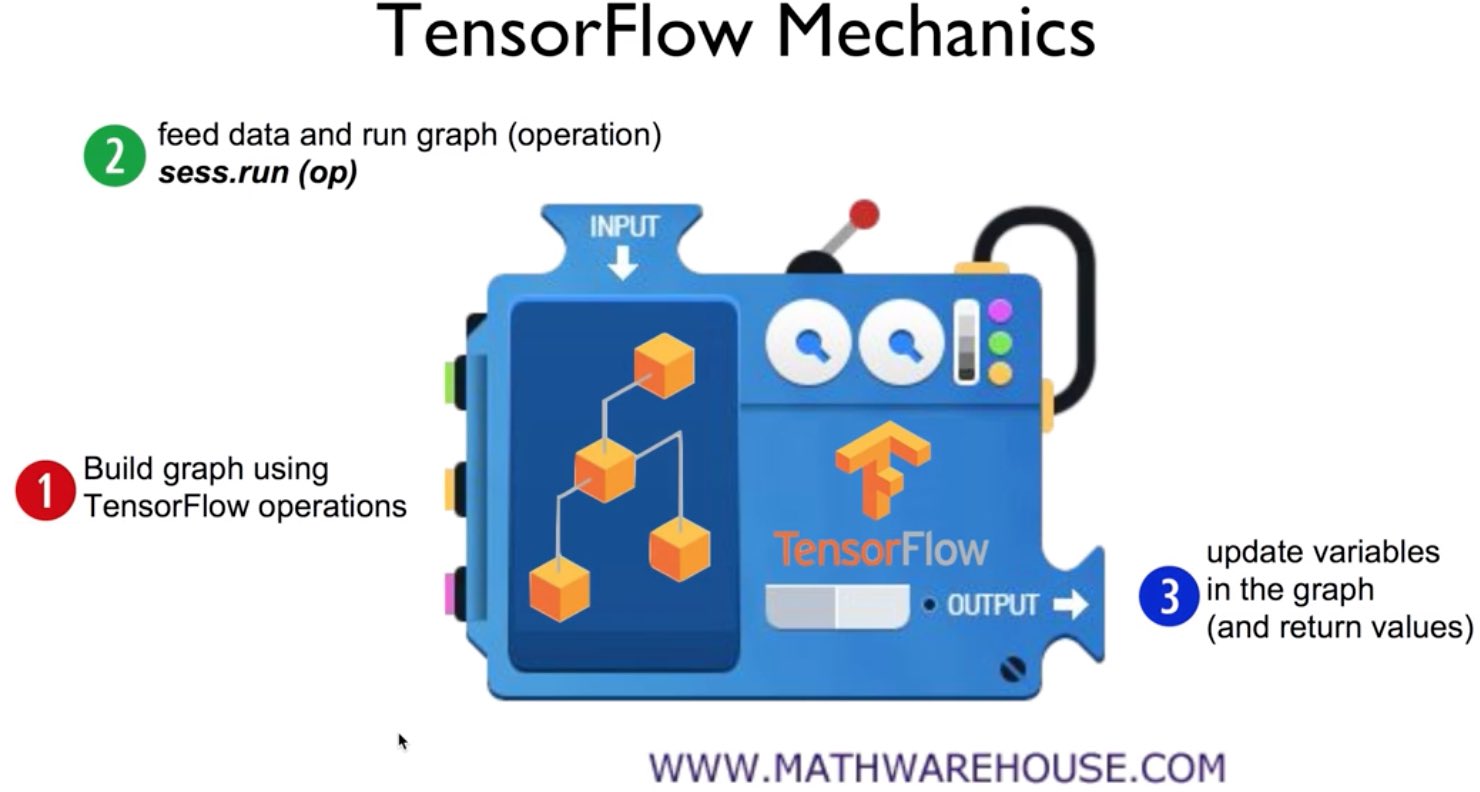 TensorFlow Mechanics
2
feed data and run graph (operation)
sess.run (op)
INPUT
1
Build graph using
TensorFlow operations
TensorFlow
OUTPUT
3
update variables
in the graph
(and return values)
WWW.MATHWAREHOUSE.COM